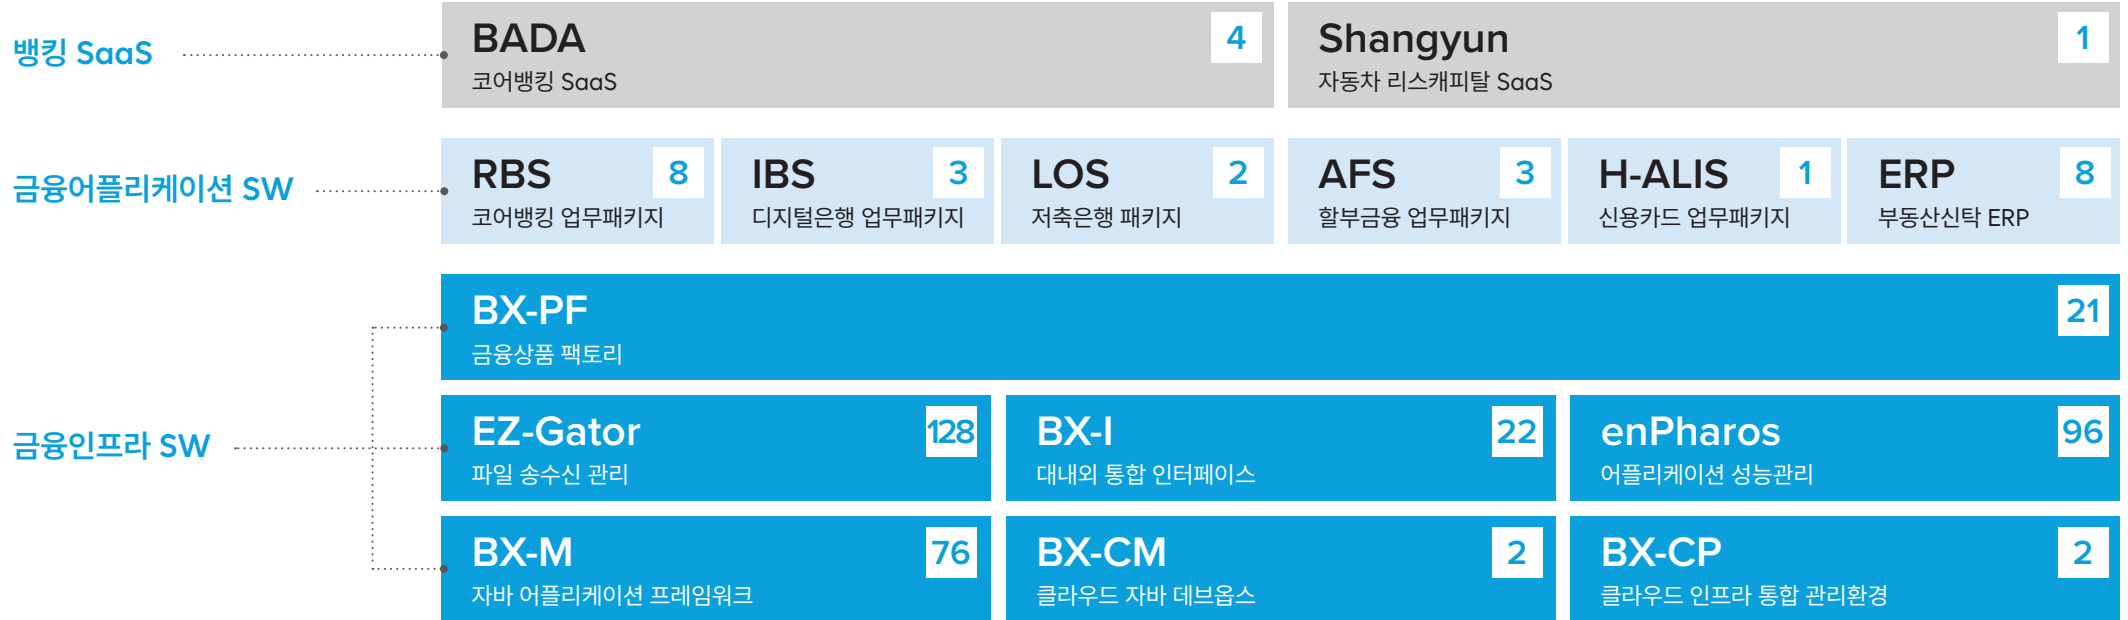 뱅킹 SaaS
BADA
4
코어뱅킹 SaaS
Shangyun
1
자동차 리스캐피탈 SaaS
금융어플리케이션 SW
RBS
8
코어뱅킹 업무패키지
IBS
3
디지털은행 업무패키지
LOS
2
저축은행 패키지
AFS
3
할부금융 업무패키지
H-ALIS
1
신용카드 업무패키지
ERP
8
부동산신탁 ERP
금융인프라 SW
BX-PF
21
금융상품 팩토리
EZ-Gator
128
파일 송수신 관리
BX-I
22
대내외 통합 인터페이스
enPharos
96
어플리케이션 성능관리
BX-M
76
자바 어플리케이션 프레임워크
BX-CM
2
클라우드 자바 데브옵스
BX-CP
2
클라우드 인프라 통합 관리환경